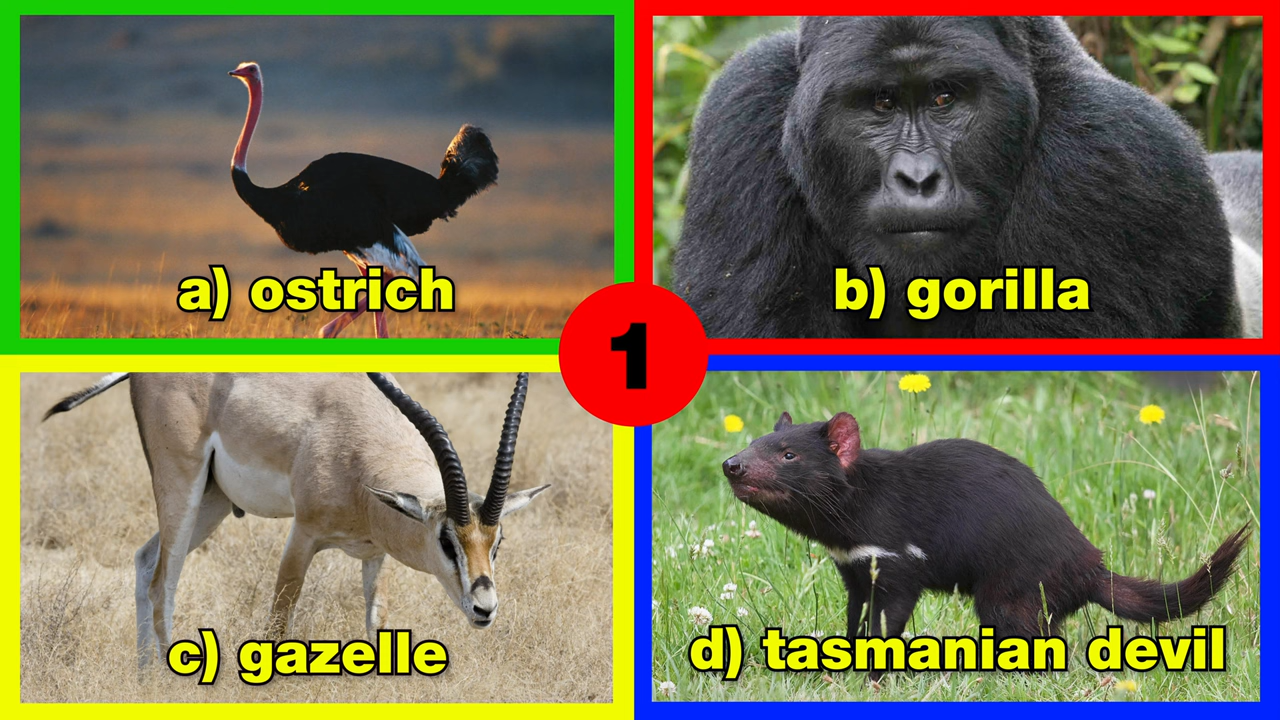 a) ostrich
b) gorilla
1
c) gazelle
d) tasmanian devil